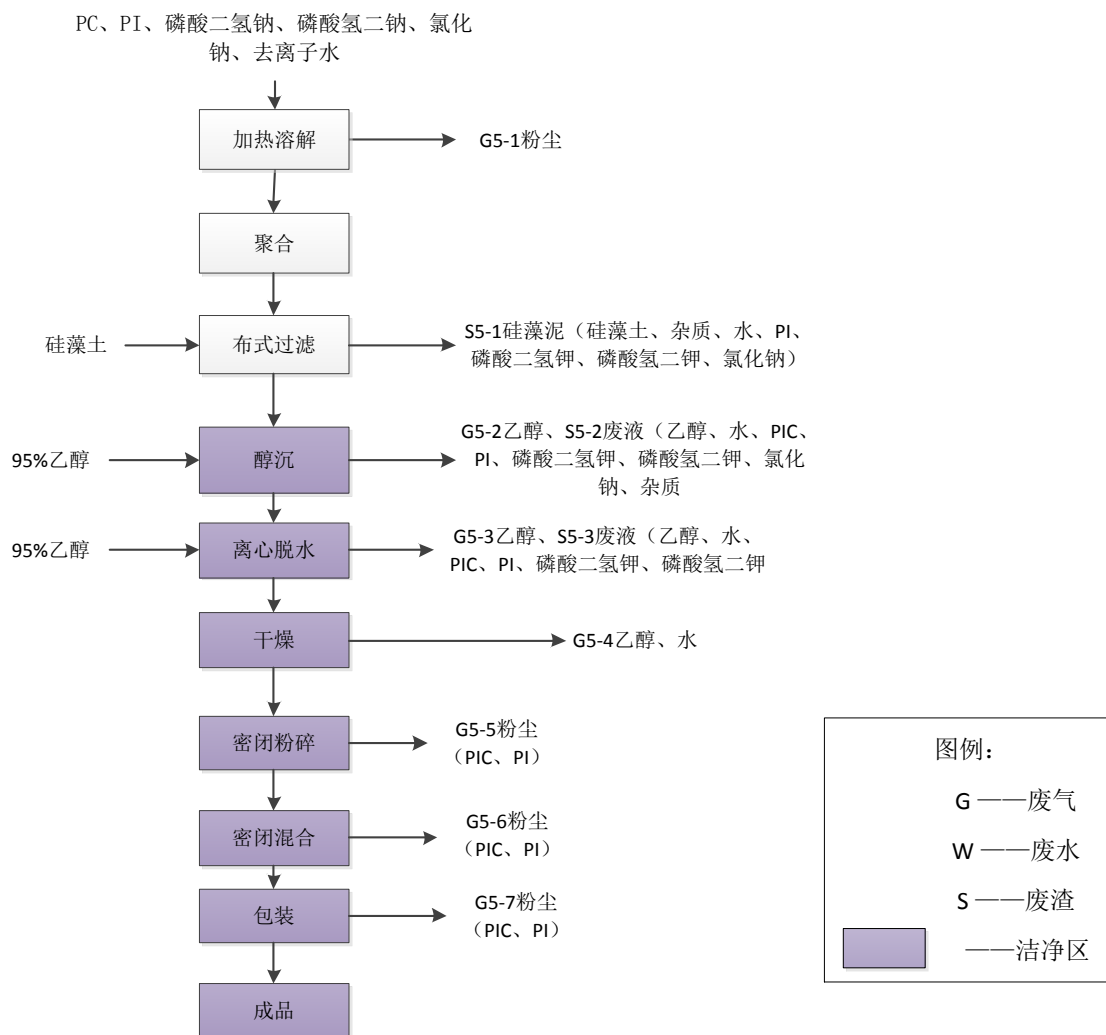 PC、PI、磷酸二氢钠、磷酸氢二钠、氯化
钠、去离子水
加热溶解
G5-1粉尘
聚合
硅藻土
布式过滤
S5-1硅藻泥（硅藻土、杂质、水、PI、
磷酸二氢钾、磷酸氢二钾、氯化钠）
95%乙醇
醇沉
G5-2乙醇、S5-2废液（乙醇、水、PIC、
PI、磷酸二氢钾、磷酸氢二钾、氯化
钠、杂质
95%乙醇
离心脱水
G5-3乙醇、S5-3废液（乙醇、水、
PIC、PI、磷酸二氢钾、磷酸氢二钾
干燥
G5-4乙醇、水
密闭粉碎
G5-5粉尘
（PIC、PI）
密闭混合
G5-6粉尘
（PIC、PI）
包装
G5-7粉尘
（PIC、PI）
成品
图例：
G ——废气
W ——废水
S ——废渣
——洁净区